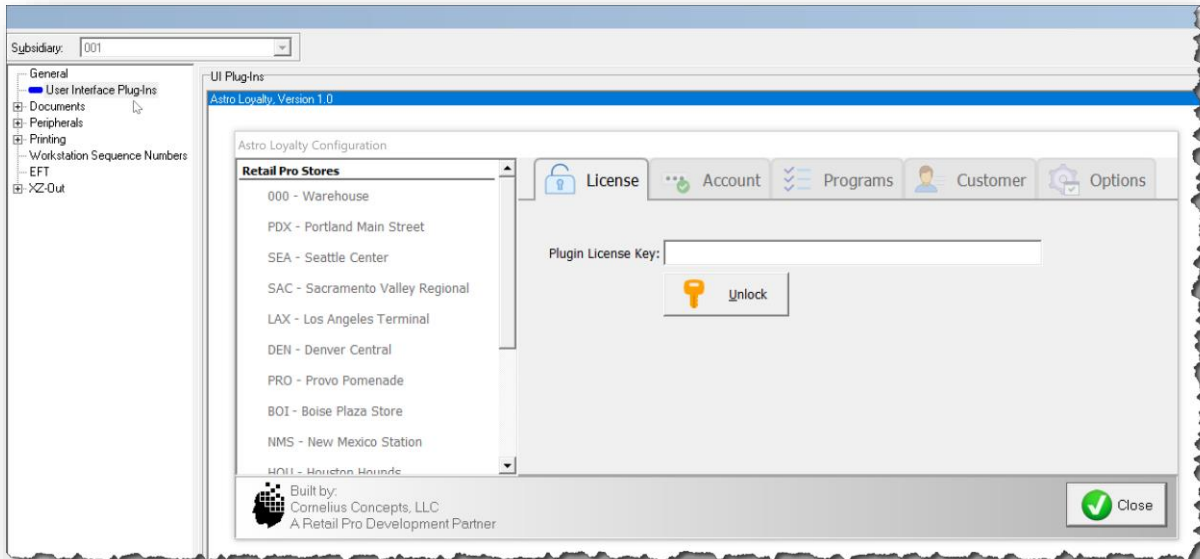 Subsidiary: 001
General
User Interface Plug-Ins
Documents
Peripherals
Printing
Workstation Sequence Numbers
EFT
XZ-Out
UI Plug-Ins
Astro Loyalty, Version 1.0
Astro Loyalty Configuration
Retail Pro Stores
000 - Warehouse
PDX - Portland Main Street
SEA - Seattle Center
SAC - Sacramento Valley Regional
LAX - Los Angeles Terminal
DEN - Denver Central
PRO - Provo Pomenade
BOI - Boise Plaza Store
NMS - New Mexico Station
HOU - Houston Hounds
License Account Programs Customer Options
Plugin License Key:
Unlock
Built by:
Cornelius Concepts, LLC
A Retail Pro Development Partner
Close